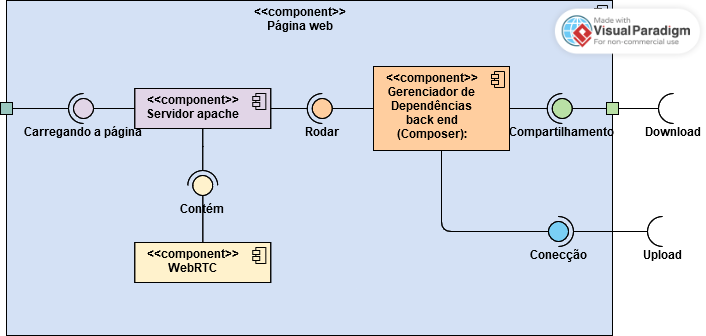 <<component>>
Página web
Made with
Visual Paradigm
For non-commercial use
<<component>>
Servidor apache
<<component>>
Gerenciador de
Dependências
back end
(Composer):
Carregando a página
Rodar
Compartilhamento
Download
Contém
<<component>>
WebRTC
Conecção
Upload